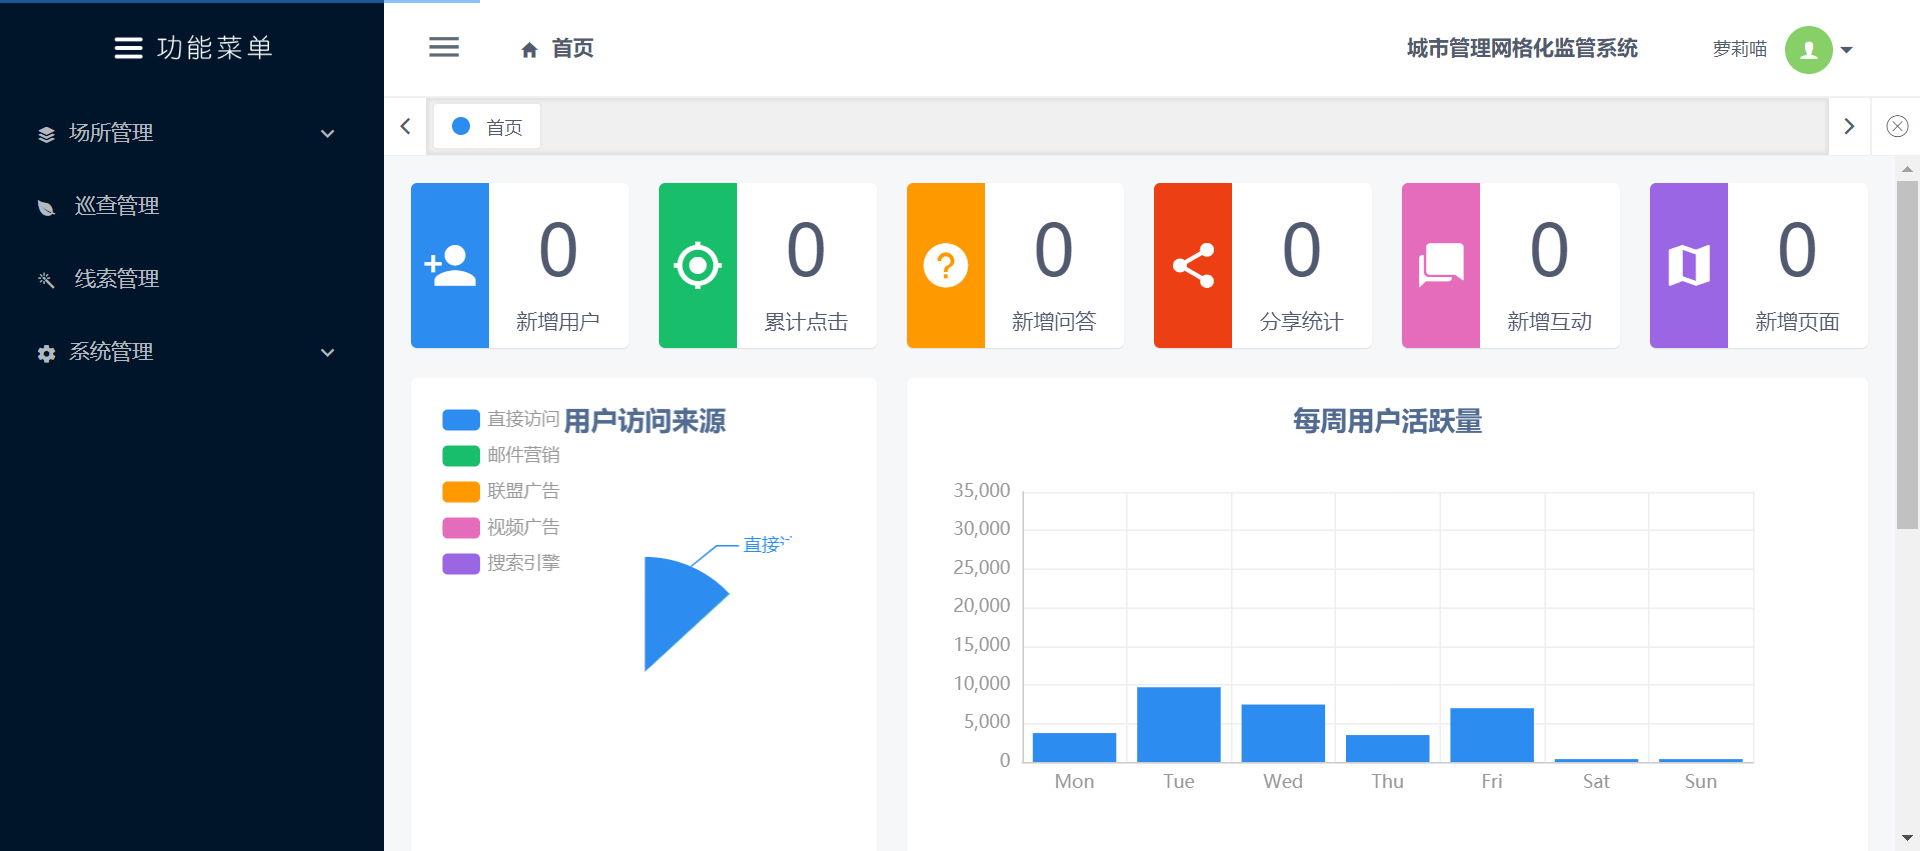 功能菜单
场所管理
巡查管理
线索管理
系统管理
首页
城市管理网格化监管系统
萝莉喵
首页
0
新增用户
0
累计点击
0
新增问答
0
分享统计
0
新增互动
0
新增页面
用户访问来源
直接访问
邮件营销
联盟广告
视频广告
搜索引擎
直接
每周用户活跃量
35,000
30,000
25,000
20,000
15,000
10,000
5,000
0
Mon Tue Wed Thu Fri Sat Sun